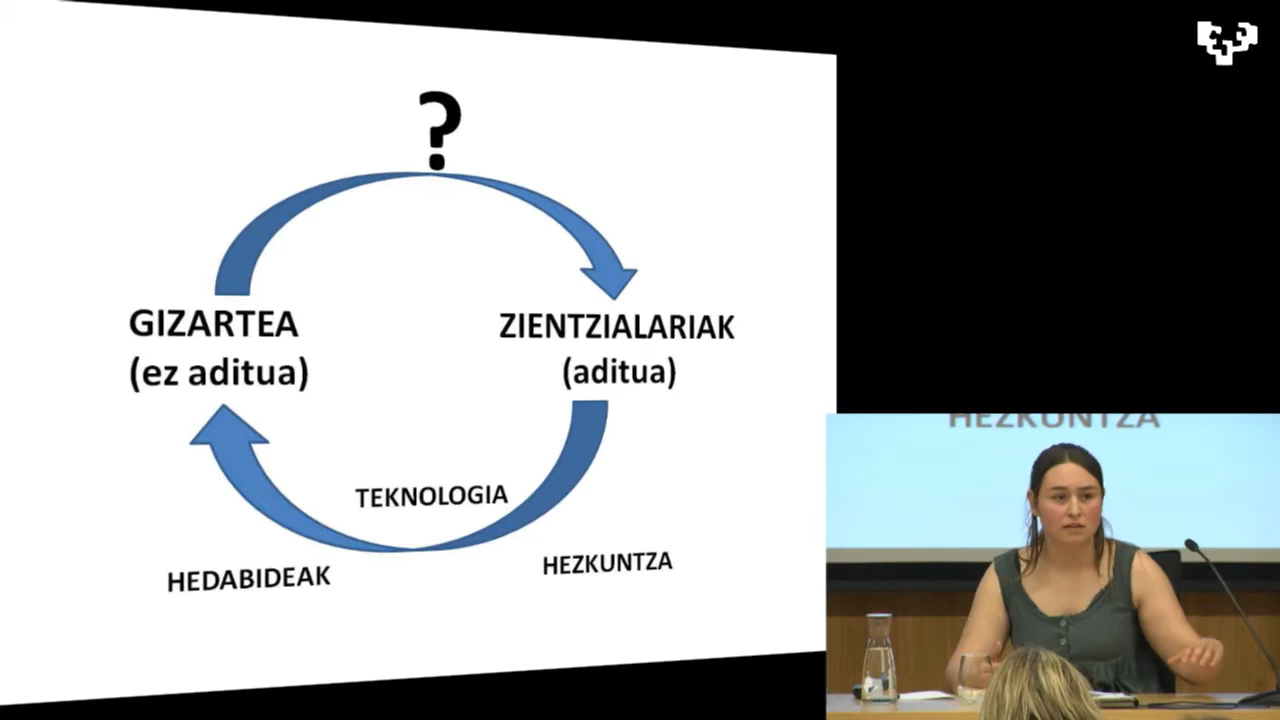 ?
GIZARTEA
(ez aditua)
ZIENTZIALARIAK
(aditua)
TEKNOLOGIA
HEDABIDEAK
HEZKUNTZA
HEZKUNTZA